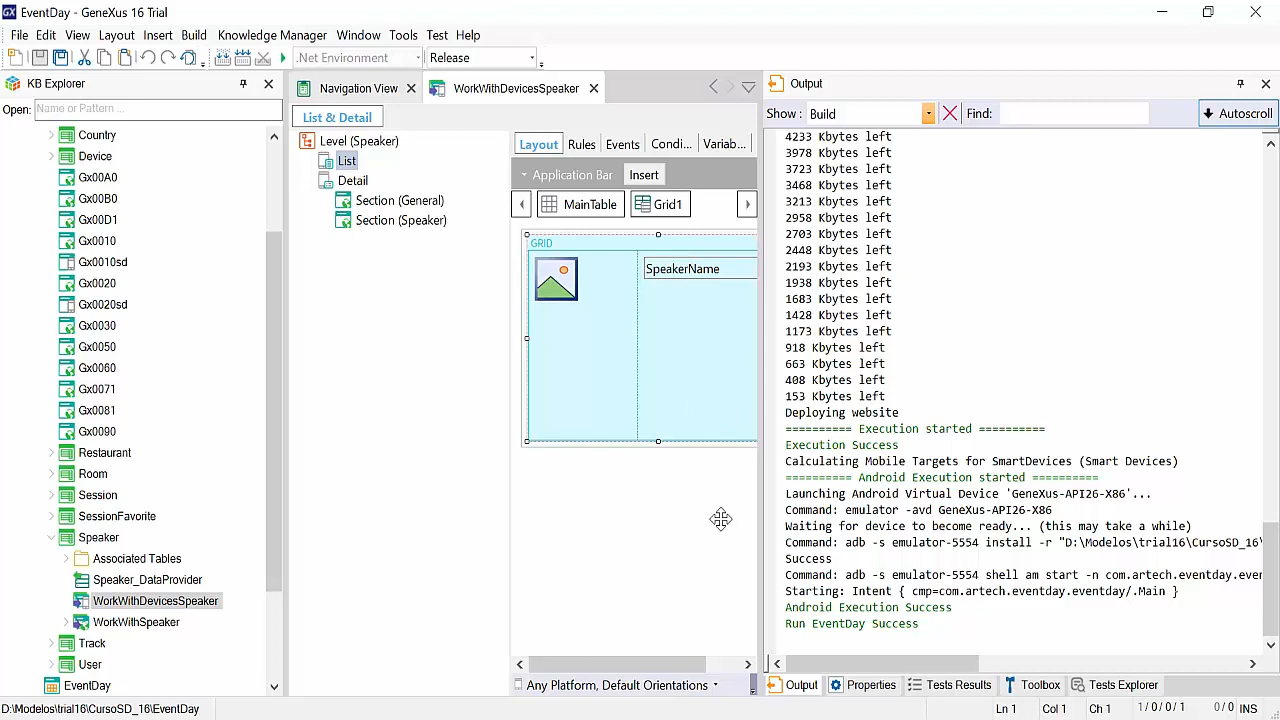 EventDay - GeneXus 16 Trial
File Edit View Layout Insert Build Knowledge Manager Window Tools Test Help
.Net Environment Release
KB Explorer
Open: Name or Pattern ...
Country
Device
Gx00A0
Gx00B0
Gx00D1
Gx0010
Gx0010sd
Gx0020
Gx0020sd
Gx0030
Gx0050
Gx0060
Gx0071
Gx0081
Gx0090
Restaurant
Room
Session
SessionFavorite
Speaker
Associated Tables
Speaker_DataProvider
WorkWithDevicesSpeaker
WorkWithSpeaker
Track
User
EventDay
Navigation View WorkWithDevicesSpeaker
List & Detail
Level (Speaker)
List
Detail
Section (General)
Section (Speaker)
Layout Rules Events Condi... Variab...
Application Bar Insert
MainTable Grid1
GRID
SpeakerName
Any Platform, Default Orientations
Output
Show: Build Find: Autoscroll
4233 Kbytes left
3978 Kbytes left
3723 Kbytes left
3468 Kbytes left
3213 Kbytes left
2958 Kbytes left
2703 Kbytes left
2448 Kbytes left
2193 Kbytes left
1938 Kbytes left
1683 Kbytes left
1428 Kbytes left
1173 Kbytes left
918 Kbytes left
663 Kbytes left
408 Kbytes left
153 Kbytes left
Deploying website
========== Execution started ==========
Execution Success
Calculating Mobile Targets for SmartDevices (Smart Devices)
========== Android Execution started ==========
Launching Android Virtual Device 'GeneXus-API26-X86'...
Command: emulator -avd GeneXus-API26-X86
Waiting for device to become ready... (this may take a while)
Command: adb -s emulator-5554 install -r "D:\Modelos\trial16\CursoSD_16\
Success
Command: adb -s emulator-5554 shell am start -n com.artech.eventday.even
Starting: Intent { cmp=com.artech.eventday.eventday/.Main }
Android Execution Success
Run EventDay Success
Output Properties Tests Results Toolbox Tests Explorer
D:\Modelos\trial16\CursoSD_16\EventDay Ln 1 Col 1 Ch 1 1/0/0/1 0/0 INS